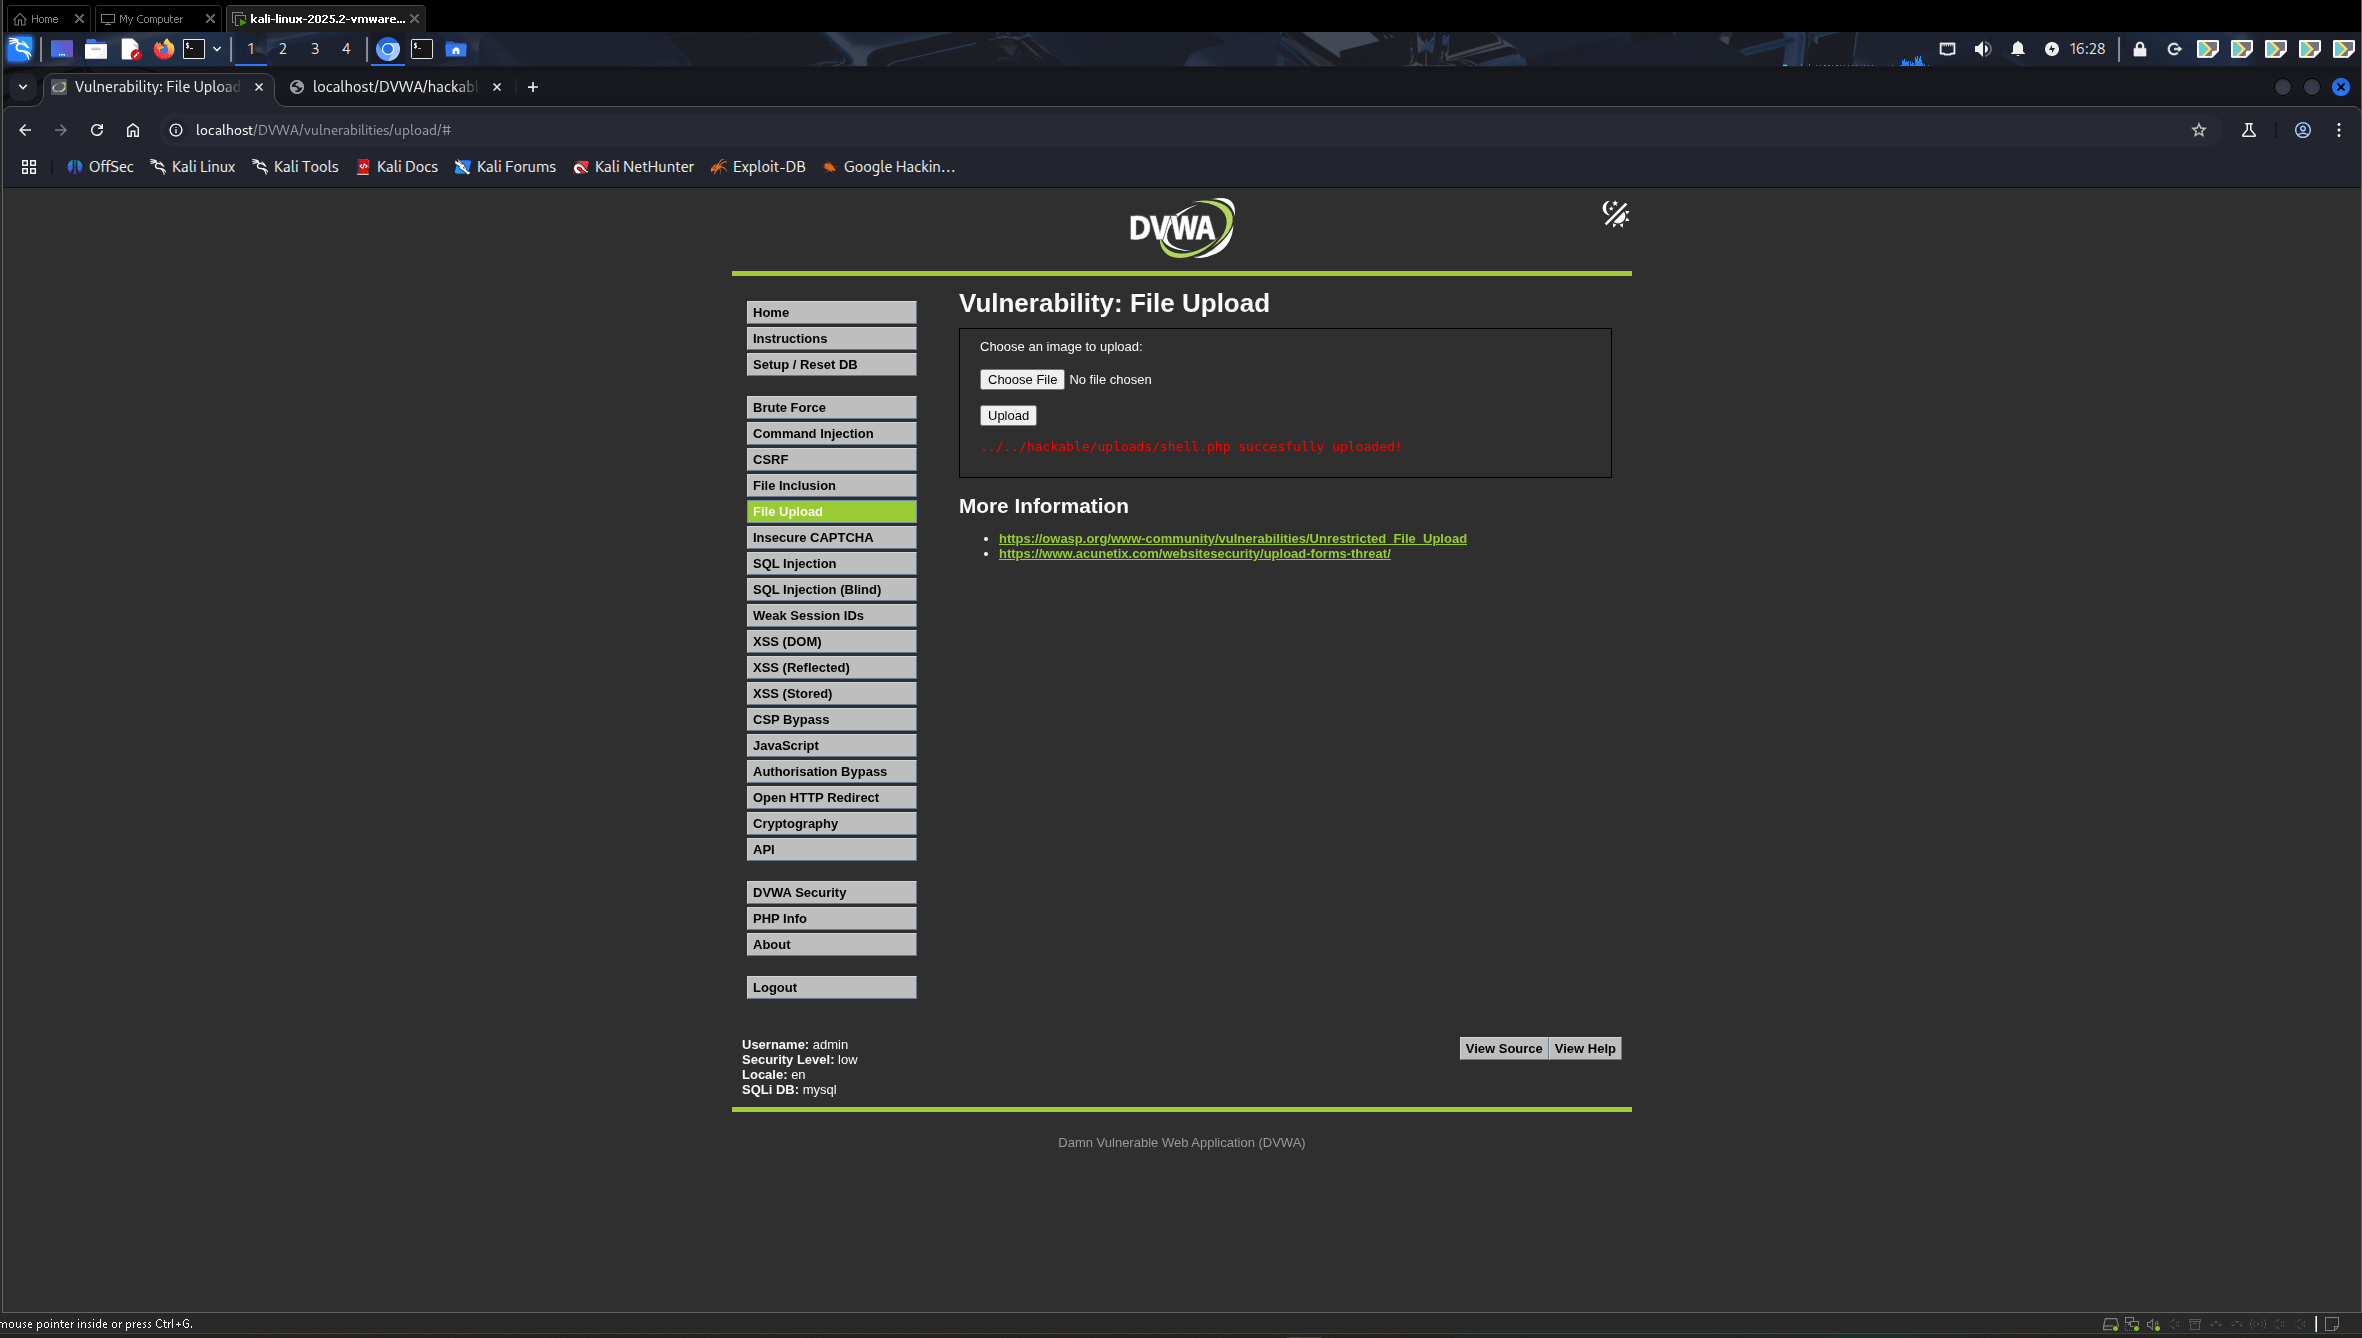 Home
My Computer
kali-linux-2025.2-vmware...
1 2 3 4
16:28
Vulnerability: File Upload
localhost/DVWA/hackabl
localhost/DVWA/vulnerabilities/upload/#
OffSec
Kali Linux
Kali Tools
Kali Docs
Kali Forums
Kali NetHunter
Exploit-DB
Google Hackin…
DVWA
Home
Instructions
Setup / Reset DB
Brute Force
Command Injection
CSRF
File Inclusion
File Upload
Insecure CAPTCHA
SQL Injection
SQL Injection (Blind)
Weak Session IDs
XSS (DOM)
XSS (Reflected)
XSS (Stored)
CSP Bypass
JavaScript
Authorisation Bypass
Open HTTP Redirect
Cryptography
API
DVWA Security
PHP Info
About
Logout
Vulnerability: File Upload
Choose an image to upload:
Choose File No file chosen
Upload
../../hackable/uploads/shell.php succesfully uploaded!
More Information
https://owasp.org/www-community/vulnerabilities/Unrestricted_File_Upload
https://www.acunetix.com/websitesecurity/upload-forms-threat/
Username: admin
Security Level: low
Locale: en
SQLi DB: mysql
View Source
View Help
Damn Vulnerable Web Application (DVWA)
mouse pointer inside or press Ctrl+G.